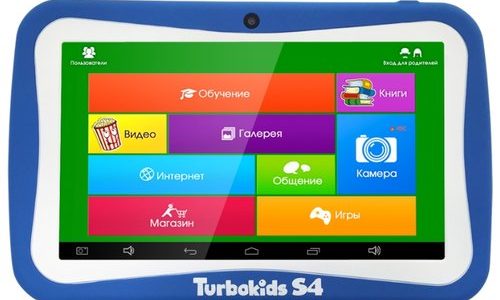 Пользователи
Вход для родителей
Обучение
Книги
Видео
Галерея
Камера
Интернет
Общение
Магазин
Игры
Turbokids S4